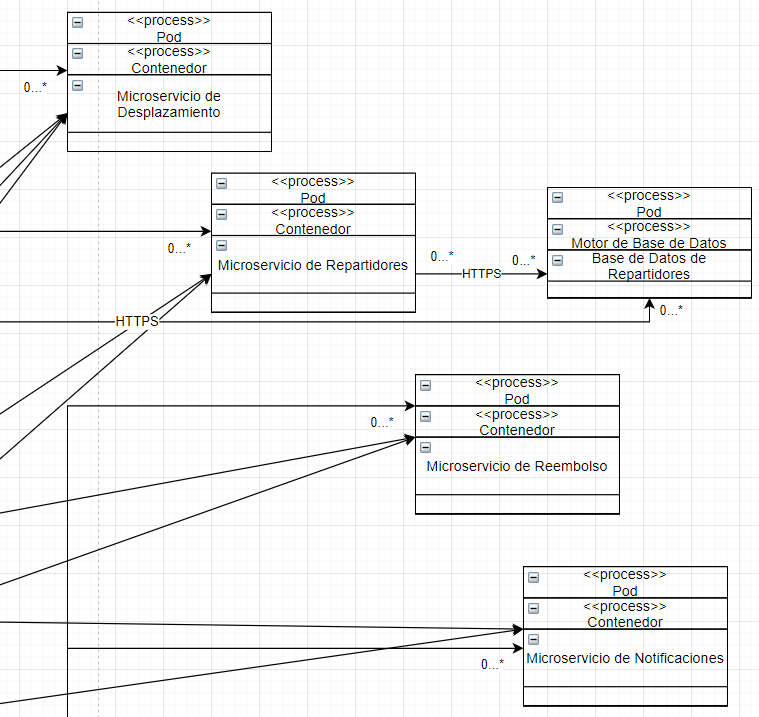 <<process>>
Pod
<<process>>
Contenedor
0...*
Microservicio de
Desplazamiento
<<process>>
Pod
<<process>>
Contenedor
0...*
Microservicio de Repartidores
0...*
HTTPS
0...*
<<process>>
Pod
<<process>>
Motor de Base de Datos
Base de Datos de
Repartidores
HTTPS
0...*
<<process>>
Pod
<<process>>
Contenedor
0...*
Microservicio de Reembolso
<<process>>
Pod
<<process>>
Contenedor
0...*
Microservicio de Notificaciones